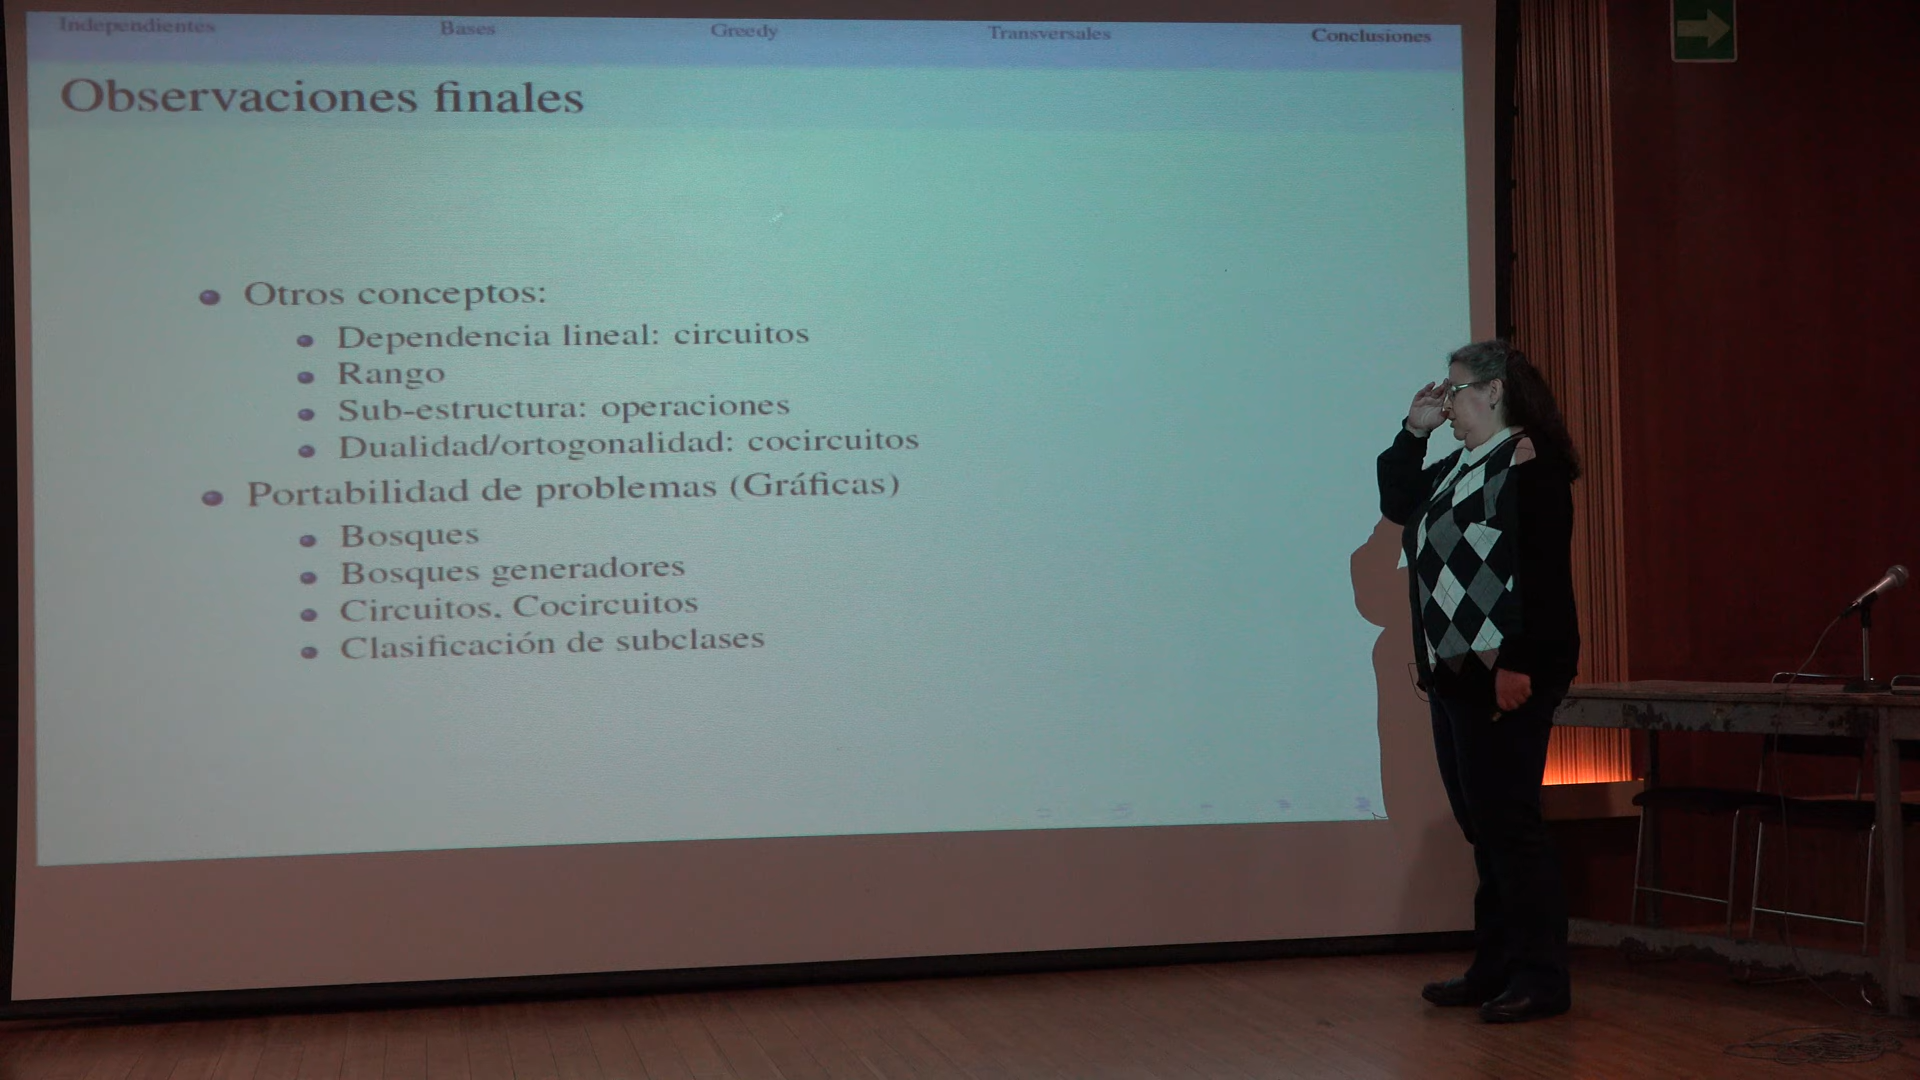 Independientes Bases Greedy Transversales Conclusiones
Observaciones finales
Otros conceptos:
Dependencia lineal: circuitos
Rango
Sub-estructura: operaciones
Dualidad/ortogonalidad: cocircuitos
Portabilidad de problemas (Gráficas)
Bosques
Bosques generadores
Circuitos. Cocircuitos
Clasificación de subclases